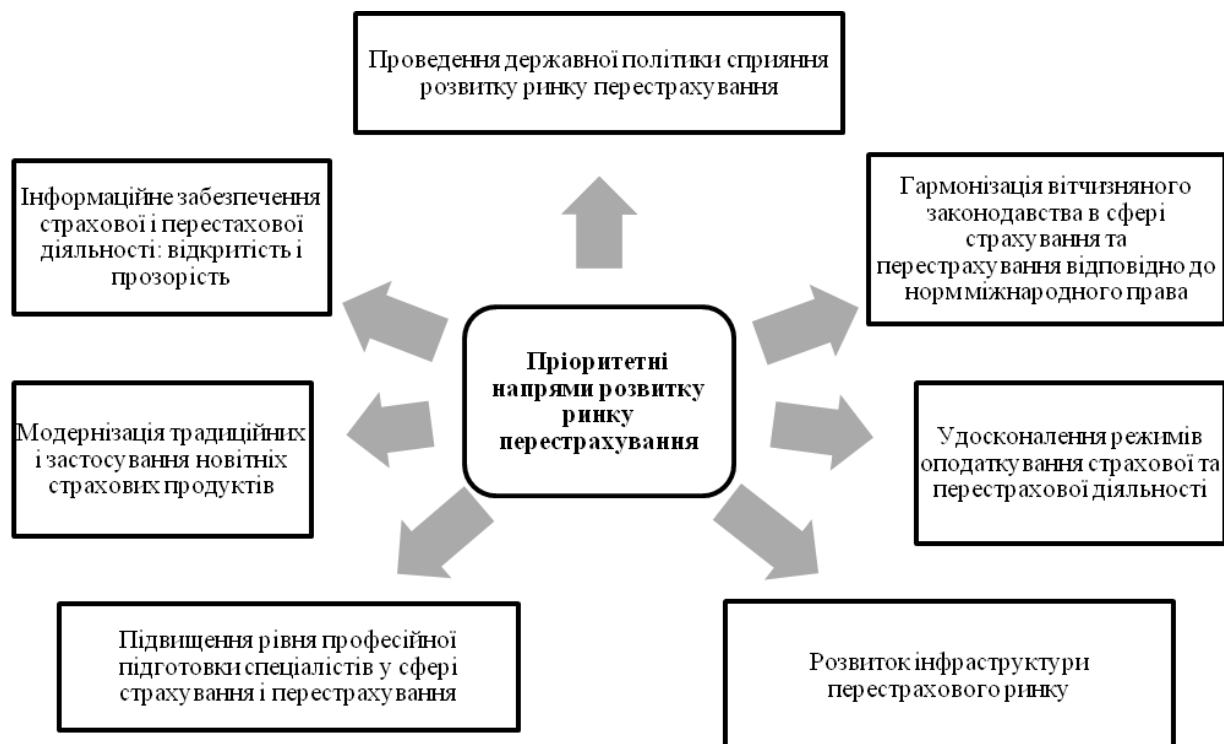 Проведення державної політики сприяння
розвитку ринку перестрахування
Інформаційне забезпечення
страхової і перестахової
діяльності: відкритість і
прозорість
Гармонізація вітчизняного
законодавства в сфері
страхування та
перестрахування відповідно до
норм міжнародного права
Пріоритетні
напрями розвитку
ринку
перестрахування
Модернізація традиційних
і застосування новітніх
страхових продуктів
Удосконалення режимів
оподаткування страхової та
перестрахової діяльності
Підвищення рівня професійної
підготовки спеціалістів у сфері
страхування і перестрахування
Розвиток інфраструктури
перестрахового ринку